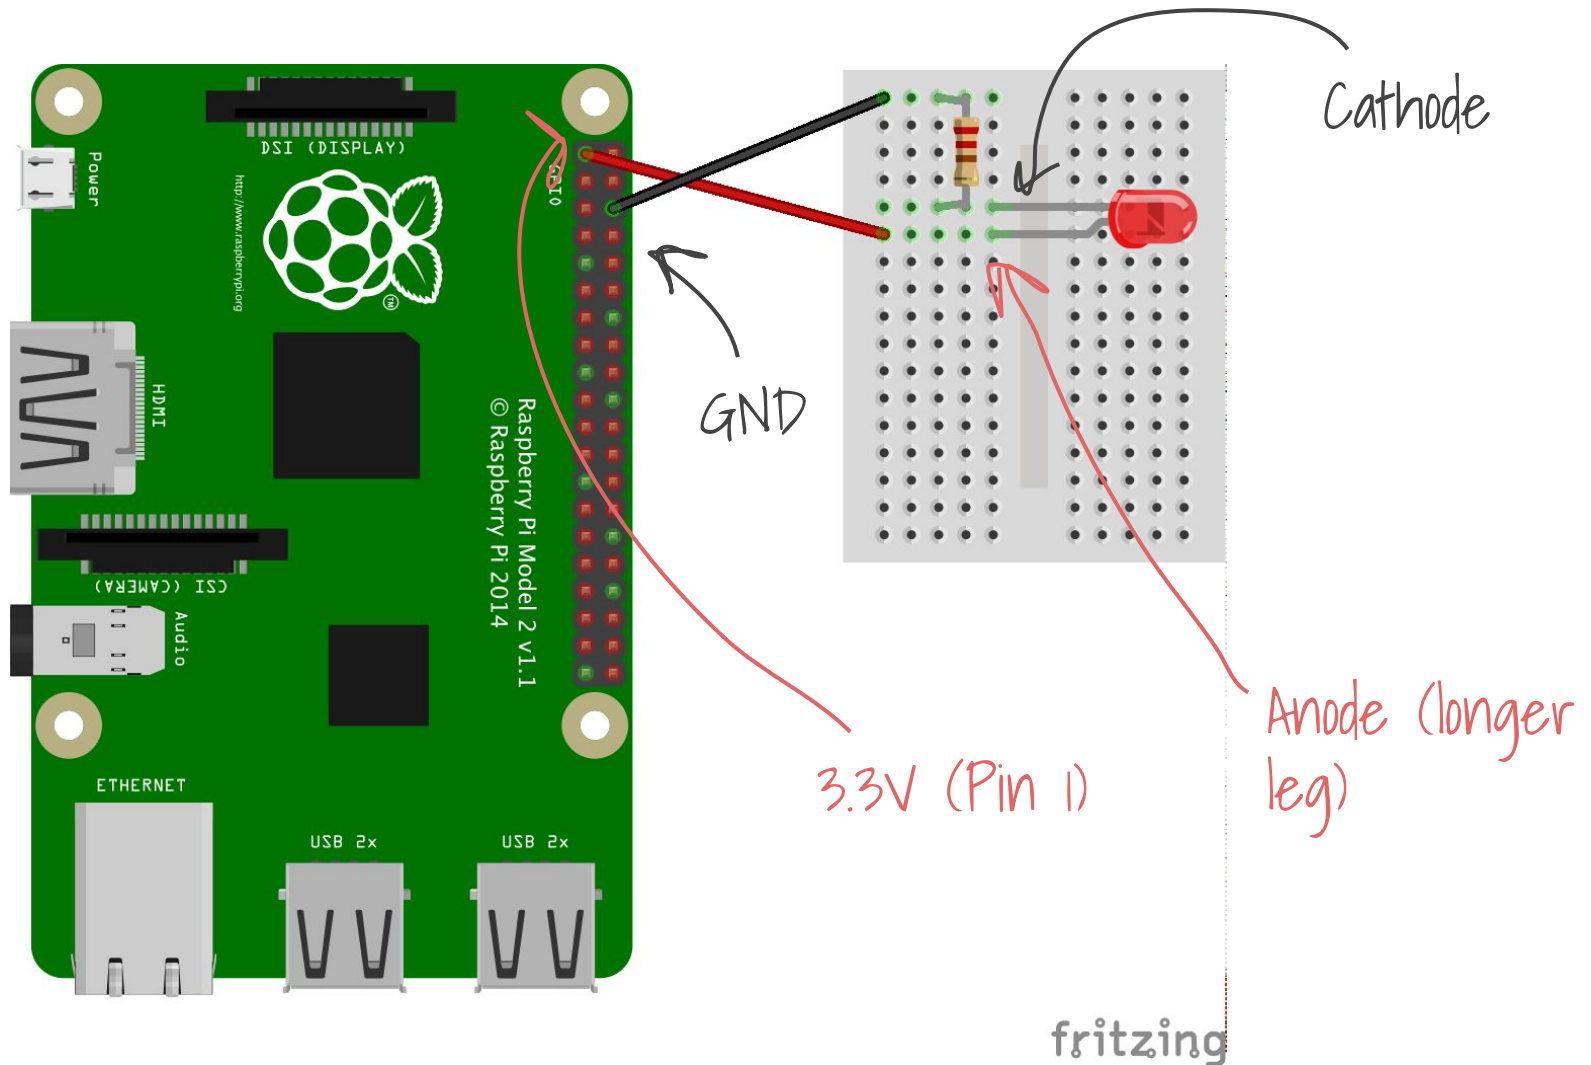 DSI (DISPLAY)
Power
http://www.raspberrypi.org
GPIO
TM
HDMI
Raspberry Pi Model 2 v1.1
© Raspberry Pi 2014
CSI (CAMERA)
Audio
ETHERNET
USB 2x
USB 2x
Cathode
GND
3.3V (Pin 1)
Anode (longer
leg)
fritzing